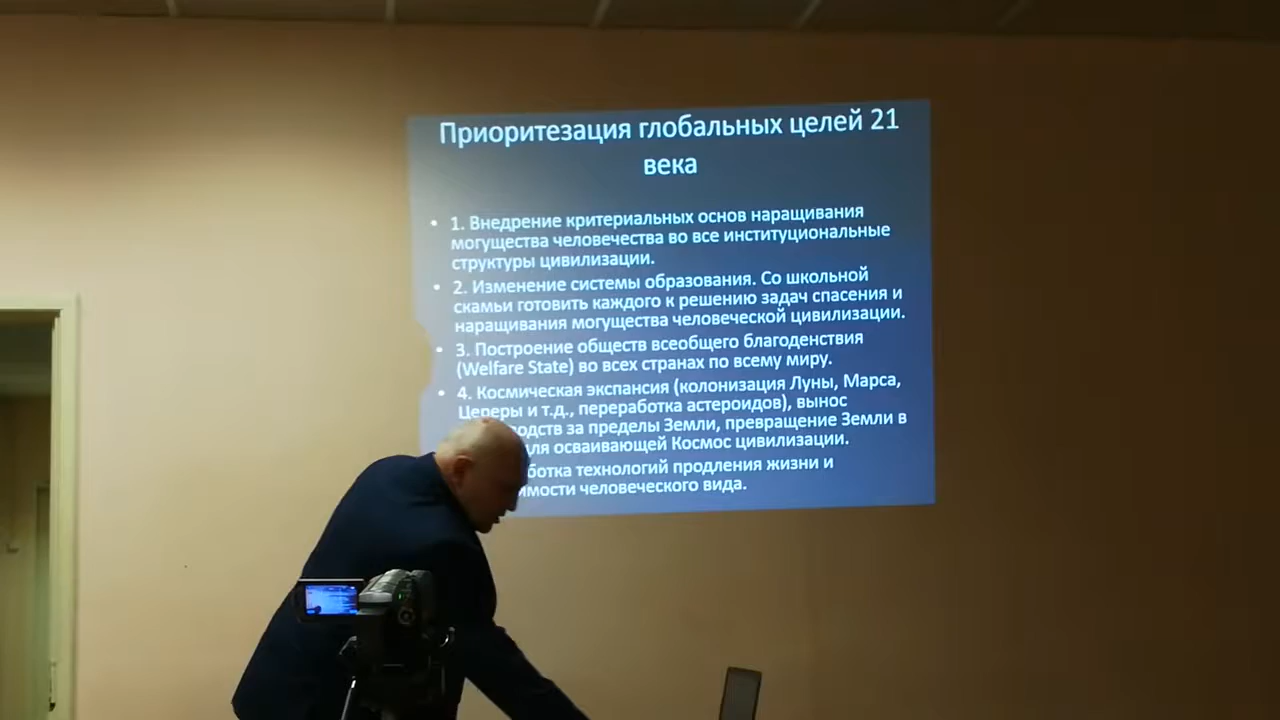 Приоритезация глобальных целей 21
века
• 1. Внедрение критериальных основ наращивания
могущества человечества во все институциональные
структуры цивилизации.
• 2. Изменение системы образования. Со школьной
скамьи готовить каждого к решению задач спасения и
наращивания могущества человеческой цивилизации.
• 3. Построение обществ всеобщего благоденствия
(Welfare State) во всех странах по всему миру.
• 4. Космическая экспансия (колонизация Луны, Марса,
Цереры и т.д., переработка астероидов), вынос
одств за пределы Земли, превращение Земли в
ля осваивающей Космос цивилизации.
ботка технологий продления жизни и
имости человеческого вида.